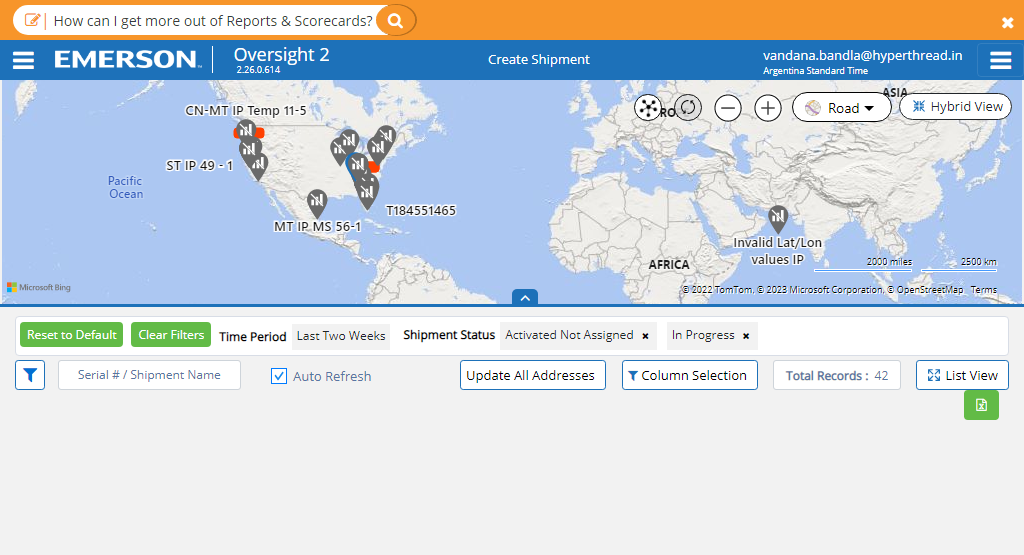 How can I get more out of Reports & Scorecards?
EMERSON
Oversight 2
2.26.0.614
Create Shipment
vandana.bandla@hyperthread.in
Argentina Standard Time
CN-MT IP Temp 11-5
ASIA
Road
Hybrid View
ST IP 49 - 1
Pacific
Ocean
T184551465
MT IP MS 56-1
Invalid Lat/Lon
values IP
AFRICA
2000 miles
2500 km
Microsoft Bing
© 2022 TomTom, © 2023 Microsoft Corporation, © OpenStreetMap Terms
Reset to Default
Clear Filters
Time Period
Last Two Weeks
Shipment Status
Activated Not Assigned ×
In Progress ×
Serial # / Shipment Name
Auto Refresh
Update All Addresses
Column Selection
Total Records : 42
List View